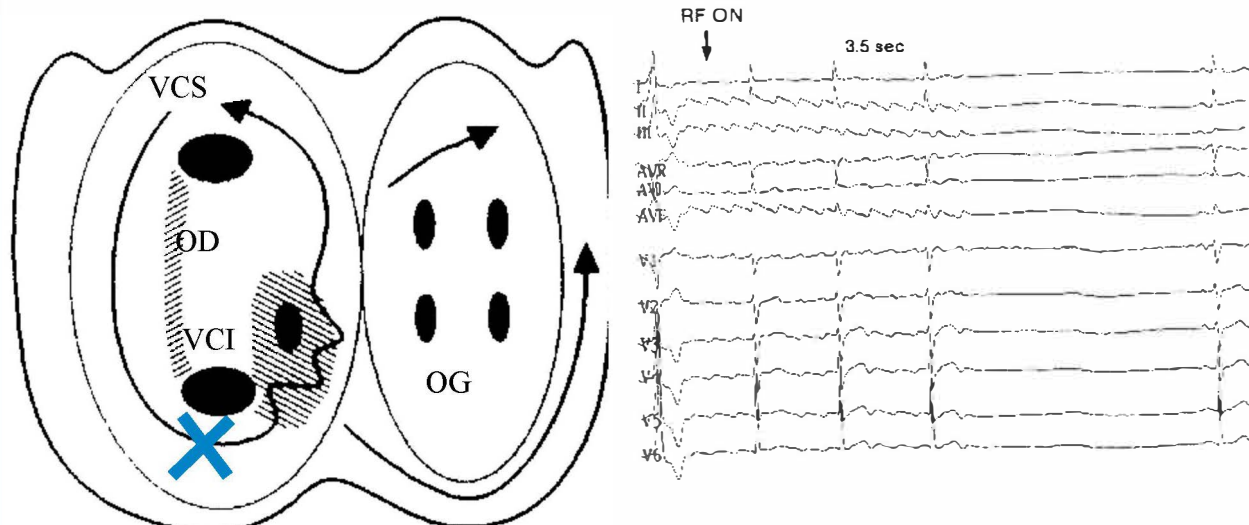 VCS
OD
VCI
OG
RF ON
3.5 sec
I
II
III
AVR
AVL
AVF
V1
V2
V3
V4
V5
V6